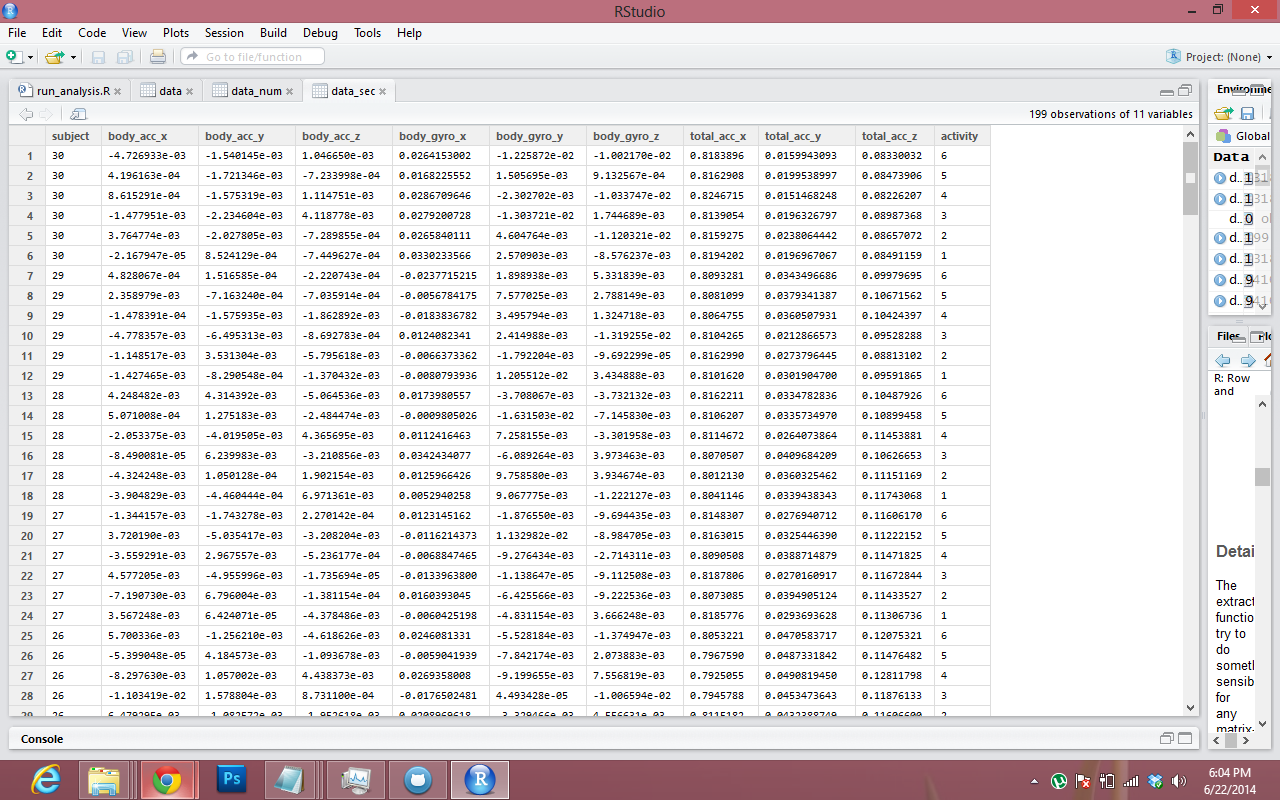 RStudio
File Edit Code View Plots Session Build Debug Tools Help
Go to file/function Project: (None)
run_analysis.R data data_num data_sec
199 observations of 11 variables
subject body_acc_x body_acc_y body_acc_z body_gyro_x body_gyro_y body_gyro_z total_acc_x total_acc_y total_acc_z activity
1 30 -4.726933e-03 -1.540145e-03 1.046650e-03 0.0264153002 -1.225872e-02 -1.002170e-02 0.8183896 0.0159943093 0.08330032 6
2 30 4.196163e-04 -1.721346e-03 -7.233998e-04 0.0168225552 1.505695e-03 9.132567e-04 0.8162908 0.0199538997 0.08473906 5
3 30 8.615291e-04 -1.575319e-03 1.114751e-03 0.0286709646 -2.302702e-03 -1.033747e-02 0.8246715 0.0151468248 0.08226207 4
4 30 -1.477951e-03 -2.234604e-03 4.118778e-03 0.0279200728 -1.303721e-02 1.744689e-03 0.8139054 0.0196326797 0.08987368 3
5 30 3.764774e-03 -2.027805e-03 -7.289855e-04 0.0265840111 4.604764e-03 -1.120321e-02 0.8159275 0.0238064442 0.08657072 2
6 30 -2.167947e-05 8.524129e-04 -7.449627e-04 0.0330233566 2.570903e-03 -8.576237e-03 0.8194202 0.0196967067 0.08491159 1
7 29 4.828067e-04 1.516585e-04 -2.220743e-04 -0.0237715215 1.898938e-03 5.331839e-03 0.8093281 0.0343496686 0.09979695 6
8 29 2.358979e-03 -7.163240e-04 -7.035914e-04 -0.0056784175 7.577025e-03 2.788149e-03 0.8081099 0.0379341387 0.10671562 5
9 29 -1.478391e-04 -1.575935e-03 -1.862892e-03 -0.0183836782 3.495794e-03 1.324718e-03 0.8064755 0.0360507931 0.10424397 4
10 29 -4.778357e-03 -6.495313e-03 -8.692783e-04 0.0124082341 2.414988e-03 -1.319255e-02 0.8104265 0.0212866573 0.09528288 3
11 29 -1.148517e-03 3.531304e-03 -5.795618e-03 -0.0066373362 -1.792204e-03 -9.692299e-05 0.8162990 0.0273796445 0.08813102 2
12 29 -1.427465e-03 -8.290548e-04 -1.370432e-03 -0.0080793936 1.205512e-02 3.434888e-03 0.8101620 0.0301904700 0.09591865 1
13 28 4.248482e-03 4.314392e-03 -5.064536e-03 0.0173980557 -3.708067e-03 -3.732132e-03 0.8162211 0.0334782836 0.10487926 6
14 28 5.071008e-04 1.275183e-03 -2.484474e-03 -0.0009805026 -1.631503e-02 -7.145830e-03 0.8106207 0.0335734970 0.10899458 5
15 28 -2.053375e-03 -4.019505e-03 4.365695e-03 0.0112416463 7.258155e-03 -3.301958e-03 0.8114672 0.0264073864 0.11453881 4
16 28 -8.490081e-05 6.239983e-03 -3.210856e-03 0.0342434077 -6.089264e-03 3.973463e-03 0.8070507 0.0409684209 0.10626653 3
17 28 -4.324248e-03 1.050128e-04 1.902154e-03 0.0125966426 9.758580e-03 3.934674e-03 0.8012130 0.0360325462 0.11151169 2
18 28 -3.904829e-03 -4.460444e-04 6.971361e-03 0.0052940258 9.067775e-03 -1.222127e-03 0.8041146 0.0339438343 0.11743068 1
19 27 -1.344157e-03 -1.743278e-03 2.270142e-04 0.0123145162 -1.876550e-03 -9.694435e-03 0.8148307 0.0276940712 0.11606170 6
20 27 3.720190e-03 -5.035417e-03 -3.208204e-03 -0.0116214373 1.132982e-02 -8.984705e-03 0.8163015 0.0325446390 0.11222152 5
21 27 -3.559291e-03 2.967557e-03 -5.236177e-04 -0.0068847465 -9.276434e-03 -2.714311e-03 0.8090508 0.0388714879 0.11471825 4
22 27 4.577205e-03 -4.955996e-03 -1.735694e-05 -0.0133963800 -1.138647e-05 -9.112508e-03 0.8187806 0.0270160917 0.11672844 3
23 27 -7.190730e-03 6.796004e-03 -1.381154e-04 0.0160393045 -6.425566e-03 -9.222536e-03 0.8073085 0.0394905124 0.11433527 2
24 27 3.567248e-03 6.424071e-05 -4.378486e-03 -0.0060425198 -4.831154e-03 3.666248e-03 0.8185776 0.0293693628 0.11306736 1
25 26 5.700336e-03 -1.256210e-03 -4.618626e-03 0.0246081331 -5.528184e-03 -1.374947e-03 0.8053221 0.0470583717 0.12075321 6
26 26 -5.399048e-05 4.184573e-03 -1.093678e-03 -0.0059041939 -7.842174e-03 2.073883e-03 0.7967590 0.0487331842 0.11476482 5
27 26 -8.297630e-03 1.057002e-03 4.438373e-03 0.0269358008 -9.199655e-03 7.556819e-03 0.7925055 0.0490819450 0.12811798 4
28 26 -1.103419e-02 1.578804e-03 8.731100e-04 -0.0176502481 4.493428e-05 -1.006594e-02 0.7945788 0.0453473643 0.11876133 3
Console
Global
Data
Files
R: Row
and
Detai
The
extract
functio
try to
do
someth
sensib
for
any
matrix-
Ps
6:04 PM
6/22/2014